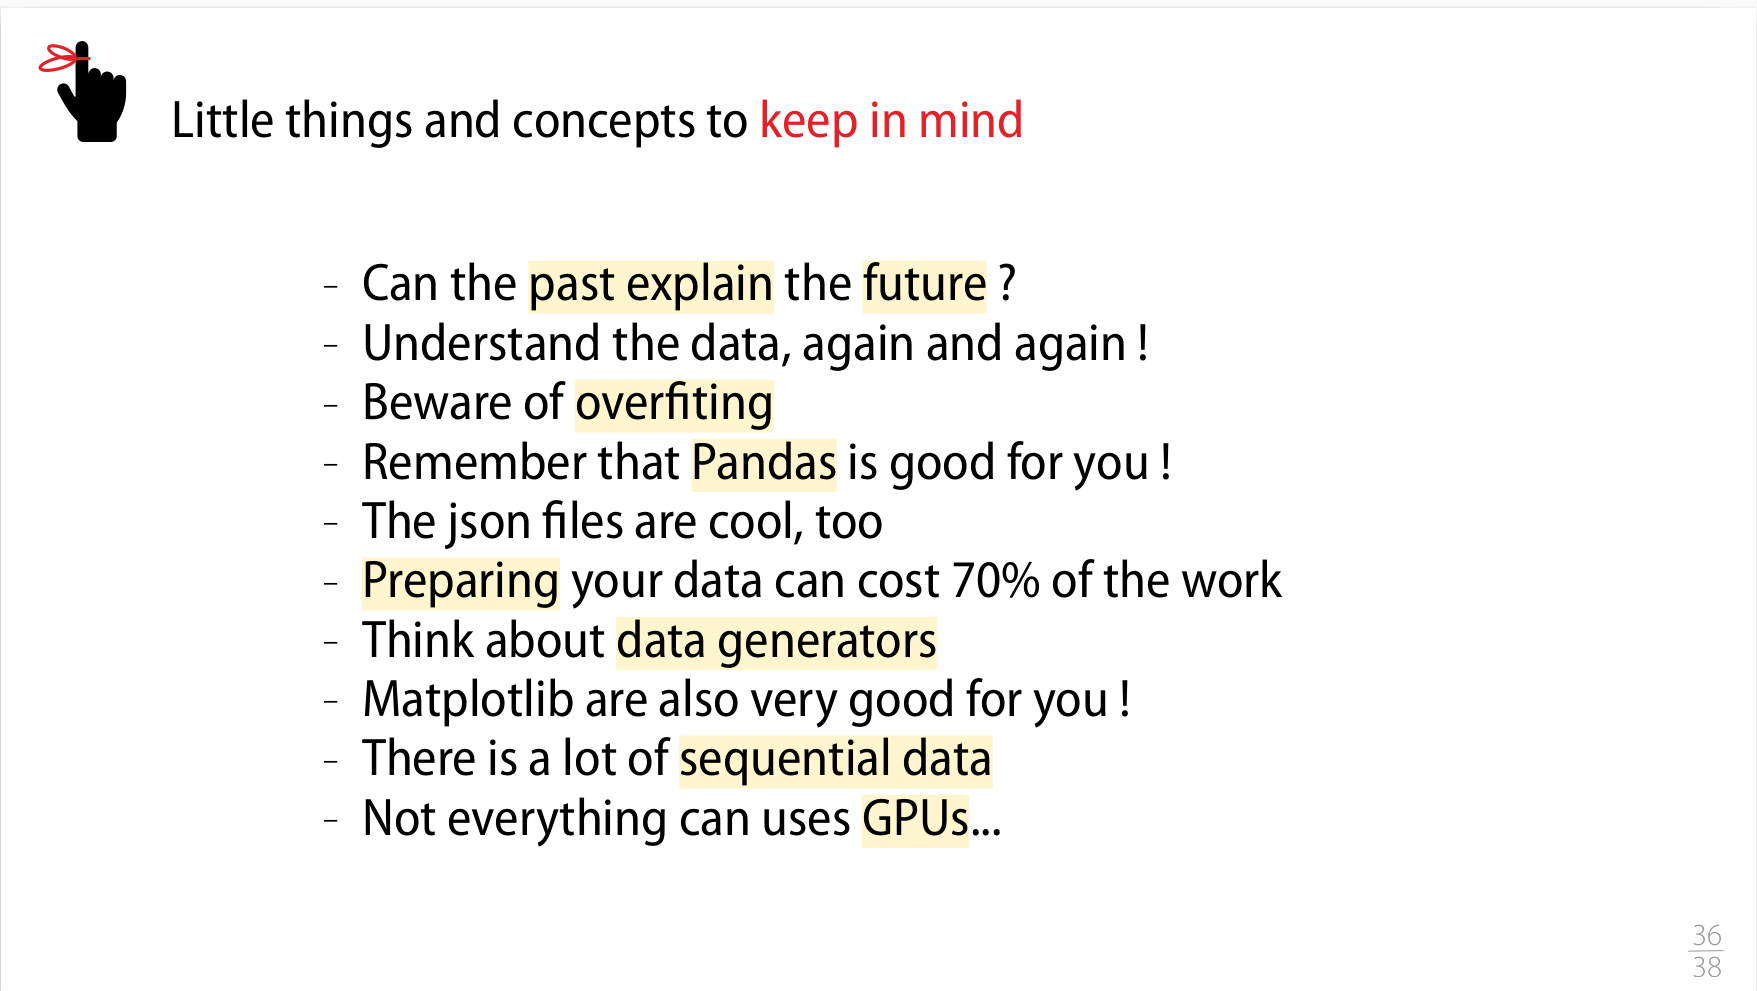 Little things and concepts to keep in mind
- Can the past explain the future ?
- Understand the data, again and again !
- Beware of overfiting
- Remember that Pandas is good for you !
- The json files are cool, too
- Preparing your data can cost 70% of the work
- Think about data generators
- Matplotlib are also very good for you !
- There is a lot of sequential data
- Not everything can uses GPUs...
36
38